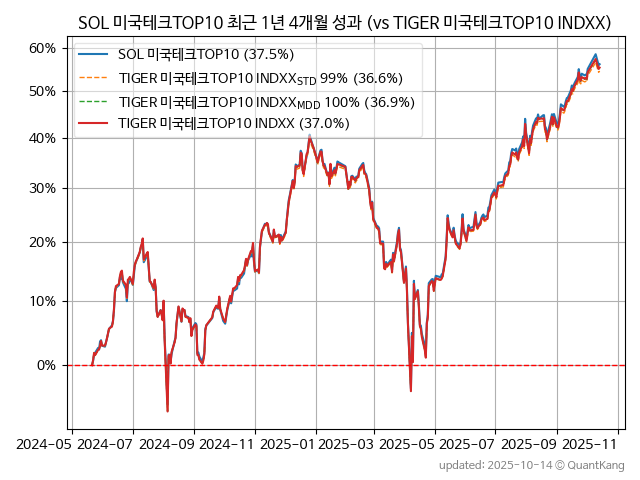 SOL 미국테크TOP10 최근 1년 4개월 성과 (vs TIGER 미국테크TOP10 INDXX)
SOL 미국테크TOP10 (37.5%)
TIGER 미국테크TOP10 INDXX_STD 99% (36.6%)
TIGER 미국테크TOP10 INDXX_MDD 100% (36.9%)
TIGER 미국테크TOP10 INDXX (37.0%)
60%
50%
40%
30%
20%
10%
0%
2024-05 2024-07 2024-09 2024-11 2025-01 2025-03 2025-05 2025-07 2025-09 2025-11
updated: 2025-10-14 © QuantKang